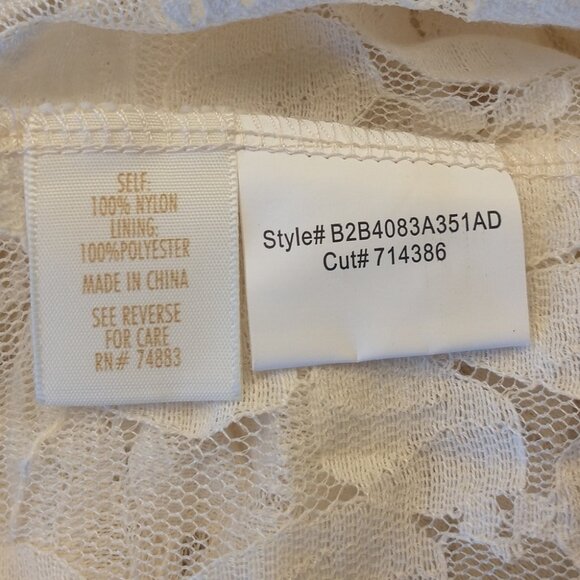 SELF:
100% NYLON
LINING:
100%POLYESTER
MADE IN CHINA
SEE REVERSE
FOR CARE
RN# 74883
Style# B2B4083A351AD
Cut# 714386